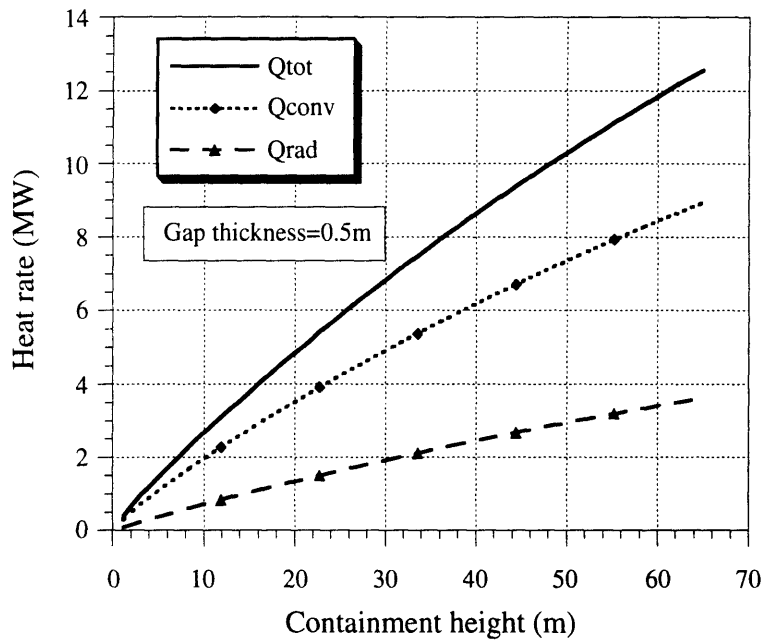 14
12
10
8
6
4
2
0
Heat rate (MW)
Qtot
Qconv
Qrad
Gap thickness=0.5m
0 10 20 30 40 50 60 70
Containment height (m)